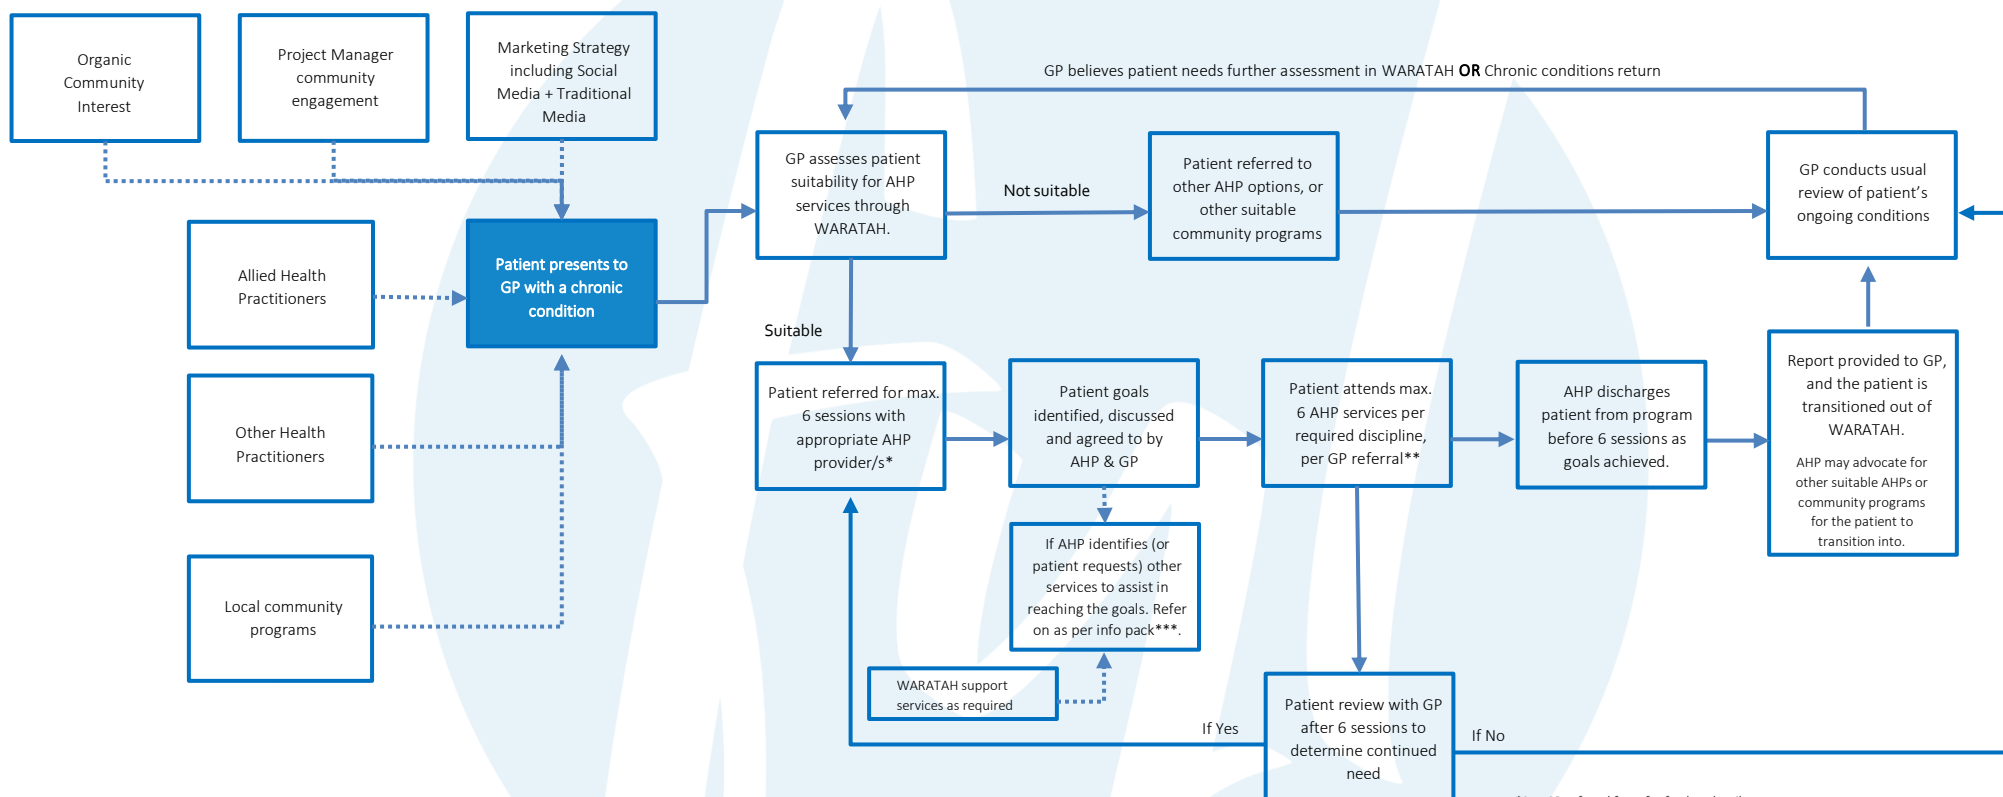 Organic
Community
Interest
Project Manager
community
engagement
Marketing Strategy
including Social
Media + Traditional
Media
GP believes patient needs further assessment in WARATAH OR Chronic conditions return
GP assesses patient
suitability for AHP
services through
WARATAH.
Not suitable
Patient referred to
other AHP options, or
other suitable
community programs
GP conducts usual
review of patient’s
ongoing conditions
Allied Health
Practitioners
Patient presents to
GP with a chronic
condition
Suitable
Other Health
Practitioners
Patient referred for max.
6 sessions with
appropriate AHP
provider/s*
Patient goals
identified, discussed
and agreed to by
AHP & GP
Patient attends max.
6 AHP services per
required discipline,
per GP referral**
AHP discharges
patient from program
before 6 sessions as
goals achieved.
Report provided to GP,
and the patient is
transitioned out of
WARATAH.
AHP may advocate for
other suitable AHPs or
community programs
for the patient to
transition into.
Local community
programs
If AHP identifies (or
patient requests) other
services to assist in
reaching the goals. Refer
on as per info pack***.
WARATAH support
services as required
If Yes
Patient review with GP
after 6 sessions to
determine continued
need
If No